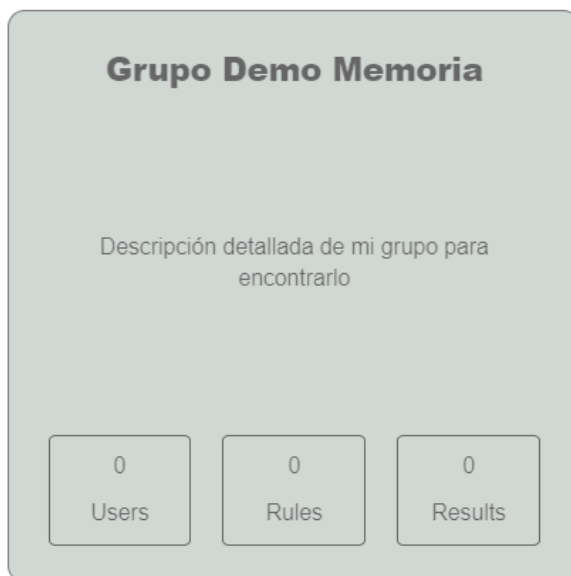 Grupo Demo Memoria
Descripción detallada de mi grupo para
encontrarlo
0
Users
0
Rules
0
Results